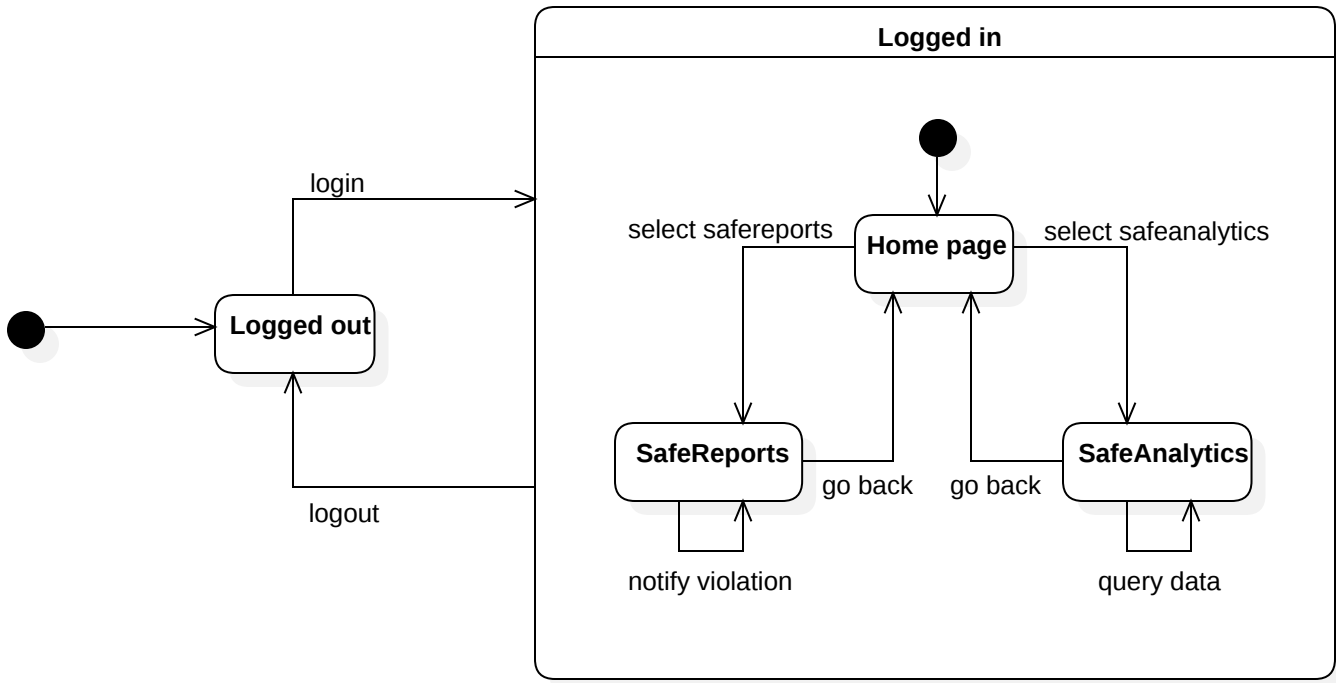 Logged in
login
select safereports
Home page
select safeanalytics
Logged out
SafeReports
SafeAnalytics
go back
go back
logout
notify violation
query data